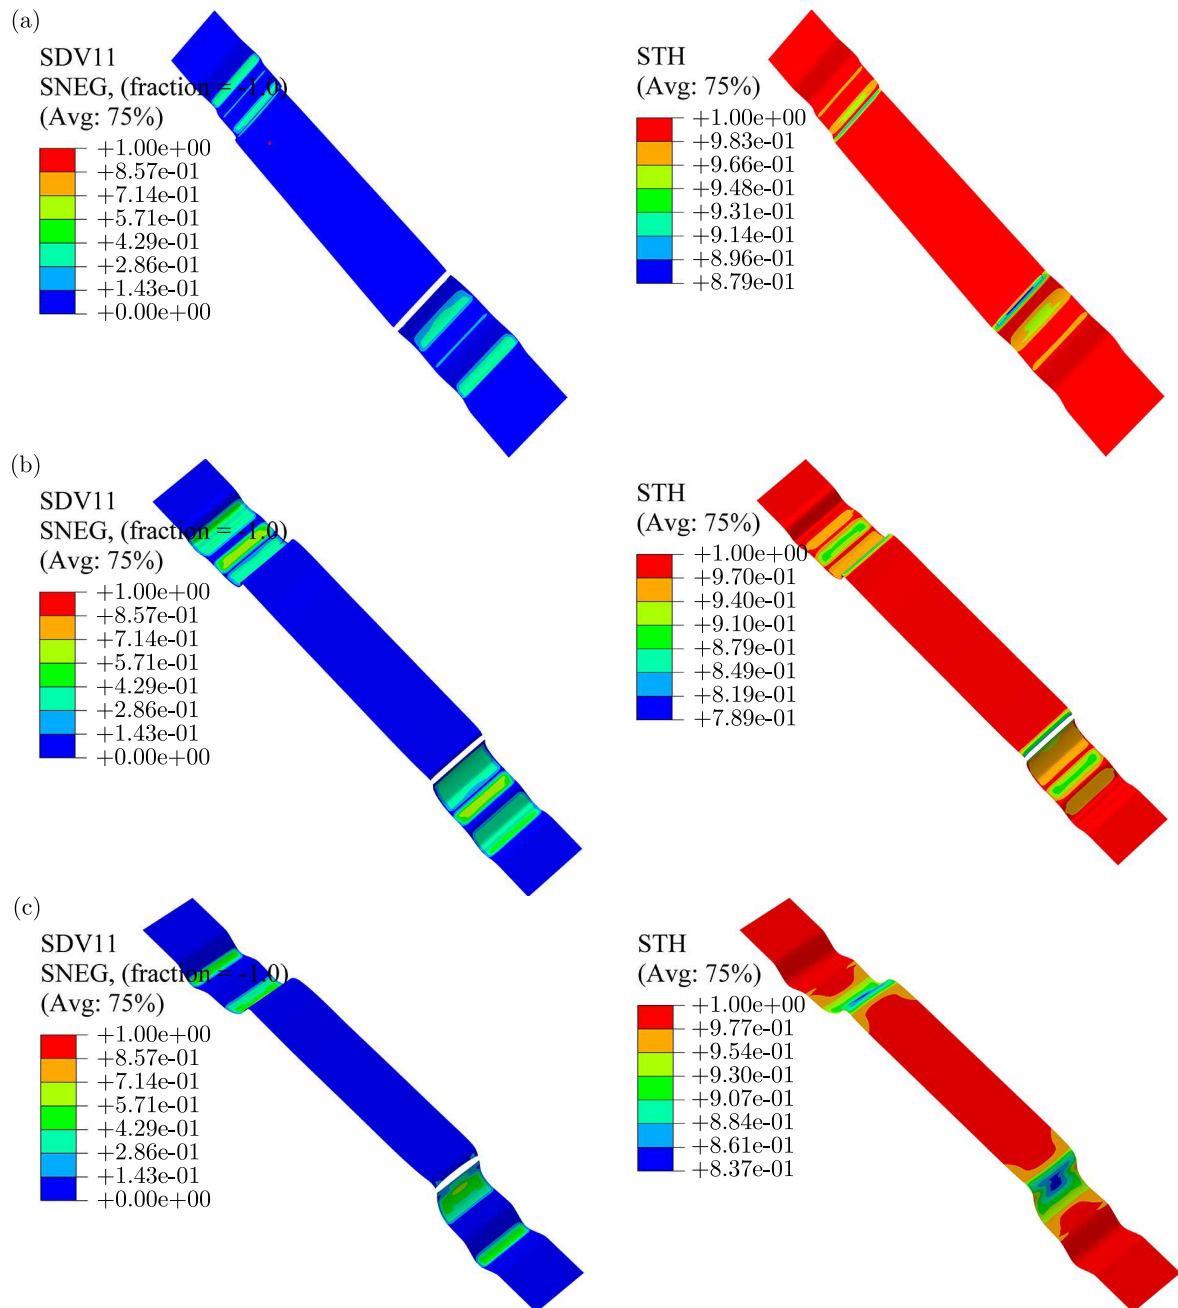 (a)
SDV11
SNEG, (fraction = -1.0)
(Avg: 75%)
+1.00e+00
+8.57e-01
+7.14e-01
+5.71e-01
+4.29e-01
+2.86e-01
+1.43e-01
+0.00e+00
STH
(Avg: 75%)
+1.00e+00
+9.83e-01
+9.66e-01
+9.48e-01
+9.31e-01
+9.14e-01
+8.96e-01
+8.79e-01
(b)
SDV11
SNEG, (fraction = -1.0)
(Avg: 75%)
+1.00e+00
+8.57e-01
+7.14e-01
+5.71e-01
+4.29e-01
+2.86e-01
+1.43e-01
+0.00e+00
STH
(Avg: 75%)
+1.00e+00
+9.70e-01
+9.40e-01
+9.10e-01
+8.79e-01
+8.49e-01
+8.19e-01
+7.89e-01
(c)
SDV11
SNEG, (fraction = -1.0)
(Avg: 75%)
+1.00e+00
+8.57e-01
+7.14e-01
+5.71e-01
+4.29e-01
+2.86e-01
+1.43e-01
+0.00e+00
STH
(Avg: 75%)
+1.00e+00
+9.77e-01
+9.54e-01
+9.30e-01
+9.07e-01
+8.84e-01
+8.61e-01
+8.37e-01